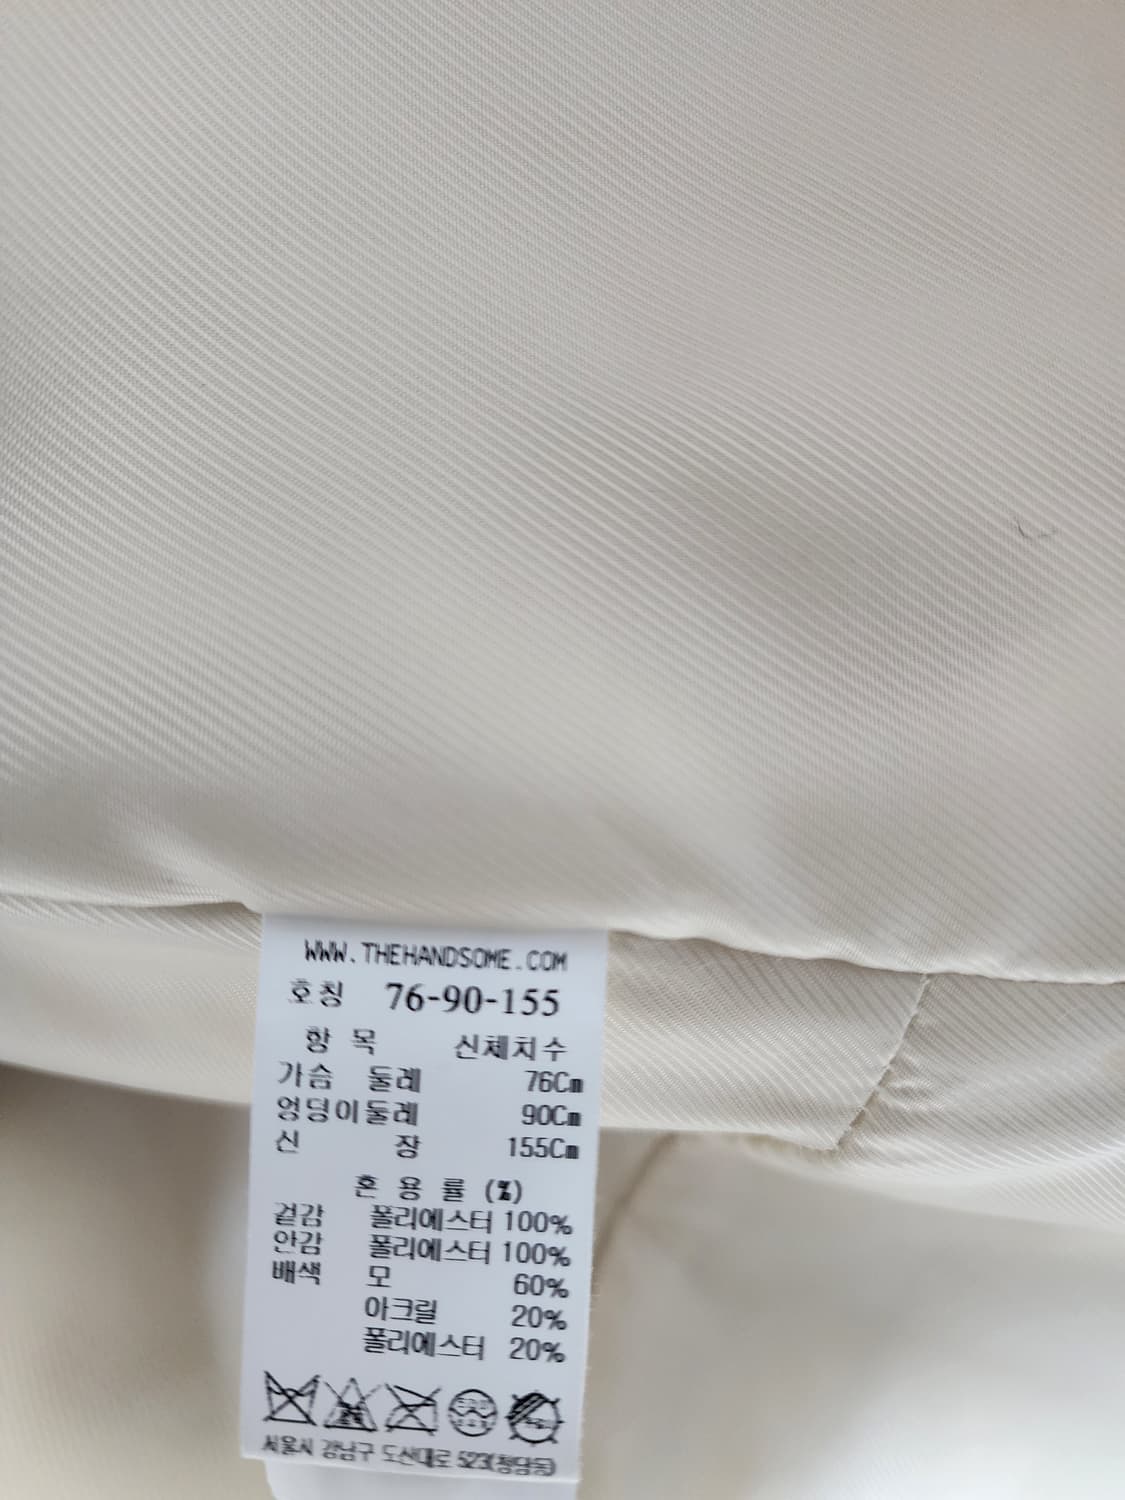 WWW.THEHANDSOME.COM
호칭 76-90-155
항 목 신체치수
가슴 둘레 76Cm
엉덩이둘레 90Cm
신 장 155Cm
혼 용 률 (%)
겉감 폴리에스터 100%
안감 폴리에스터 100%
배색 모 60%
아크릴 20%
폴리에스터 20%
서울시 강남구 도산대로 523(청담동)